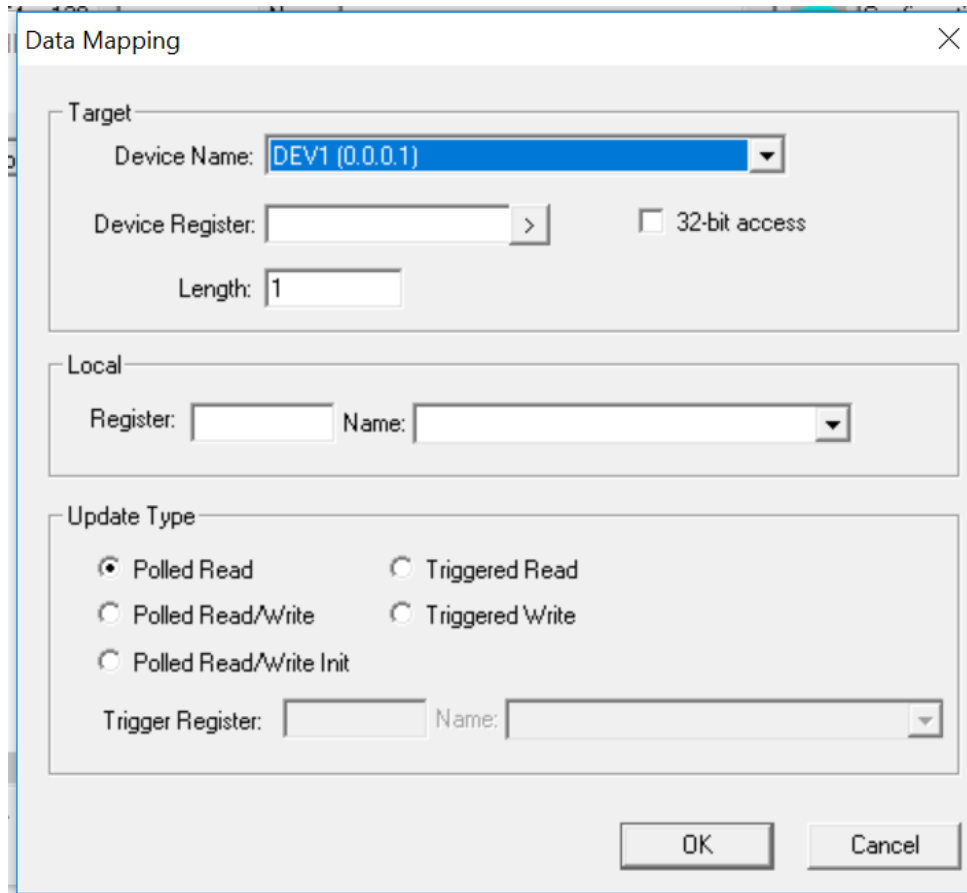 Data Mapping
Target
Device Name: DEV1 (0.0.0.1)
Device Register: > 32-bit access
Length: 1
Local
Register: Name:
Update Type
Polled Read Triggered Read
Polled Read/Write Triggered Write
Polled Read/Write Init
Trigger Register: Name:
OK Cancel